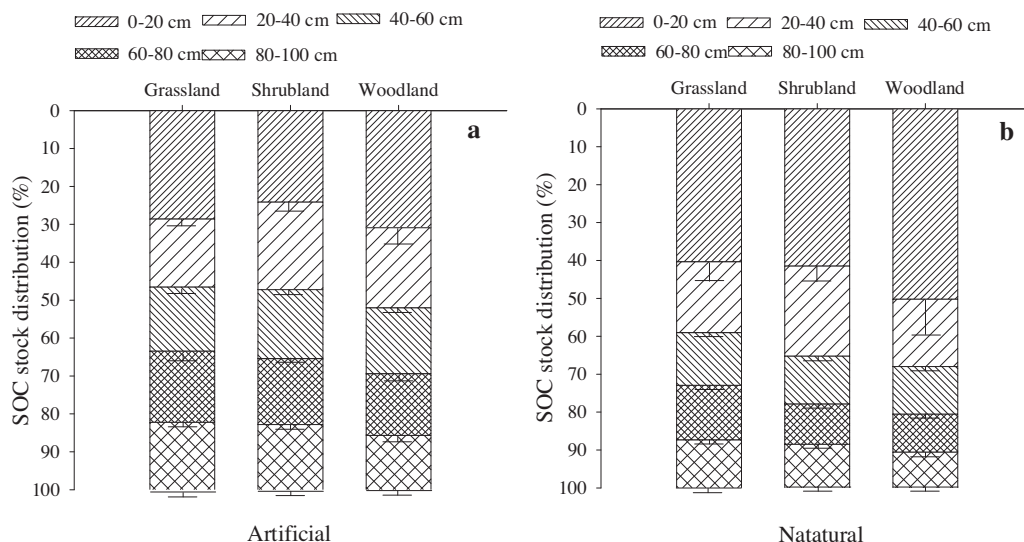 0-20 cm 20-40 cm 40-60 cm
60-80 cm 80-100 cm
Grassland Shrubland Woodland
a
0
10
20
30
40
50
60
70
80
90
100
SOC stock distribution (%)
Artificial
0-20 cm 20-40 cm 40-60 cm
60-80 cm 80-100 cm
Grassland Shrubland Woodland
b
0
10
20
30
40
50
60
70
80
90
100
SOC stock distribution (%)
Natatural